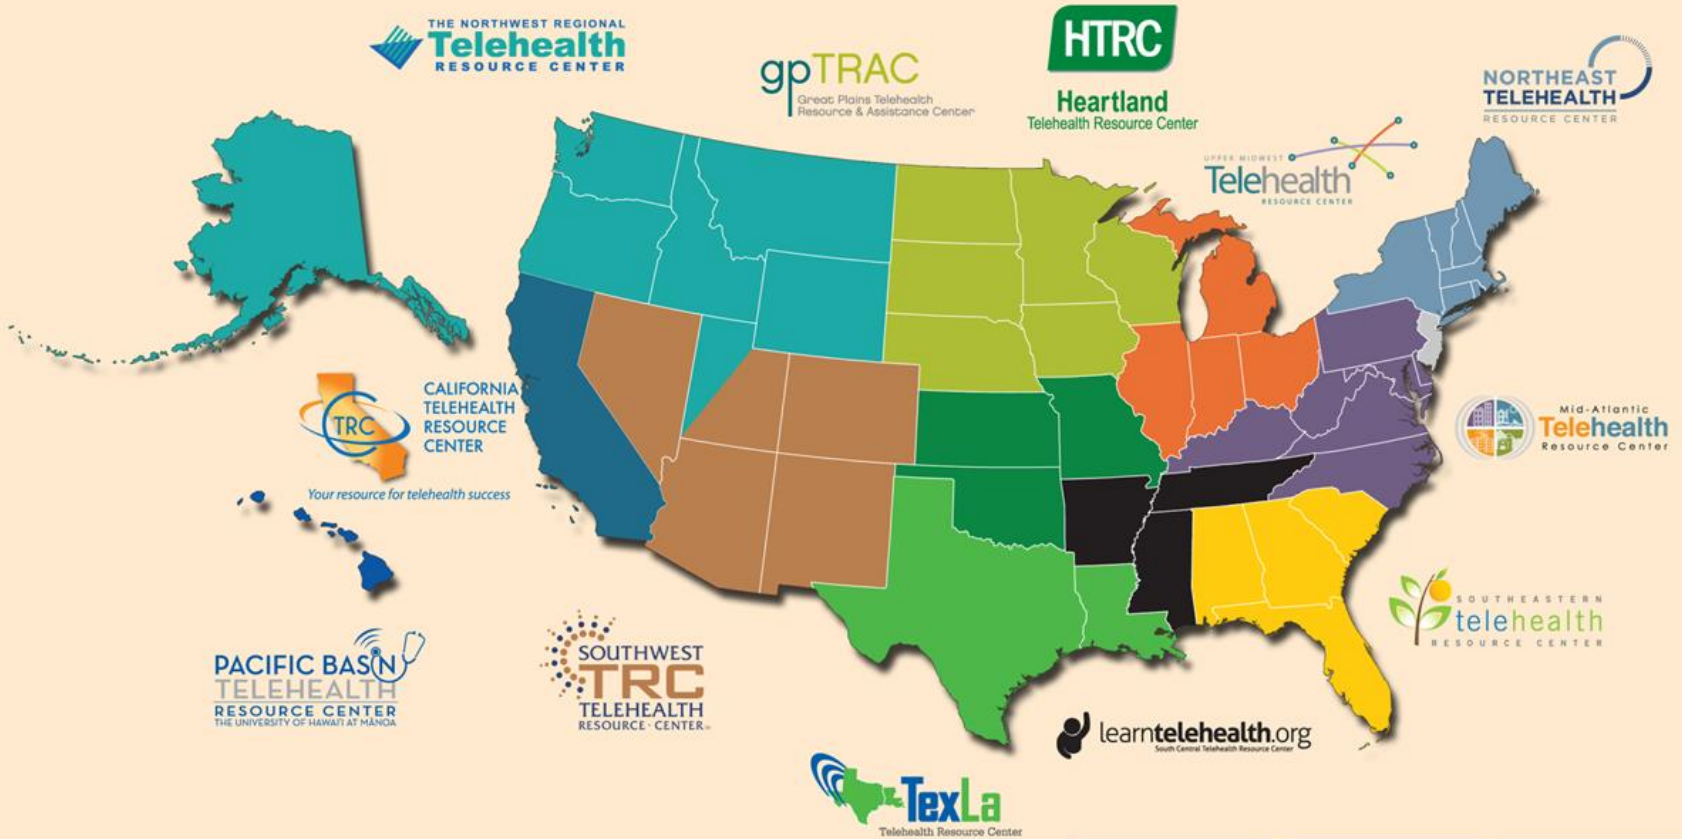 THE NORTHWEST REGIONAL
Telehealth
RESOURCE CENTER
gpTRAC
Great Plains Telehealth
Resource & Assistance Center
HTRC
Heartland
Telehealth Resource Center
NORTHEAST
TELEHEALTH
RESOURCE CENTER
UPPER MIDWEST
Telehealth
RESOURCE CENTER
TRC
CALIFORNIA
TELEHEALTH
RESOURCE
CENTER
Your resource for telehealth success
Mid-Atlantic
Telehealth
Resource Center
PACIFIC BASIN
TELEHEALTH
RESOURCE CENTER
THE UNIVERSITY OF HAWAI'I AT MĀNOA
SOUTHWEST
TRC
TELEHEALTH
RESOURCE · CENTER
SOUTHEASTERN
telehealth
RESOURCE CENTER
learntelehealth.org
South Central Telehealth Resource Center
TexLa
Telehealth Resource Center